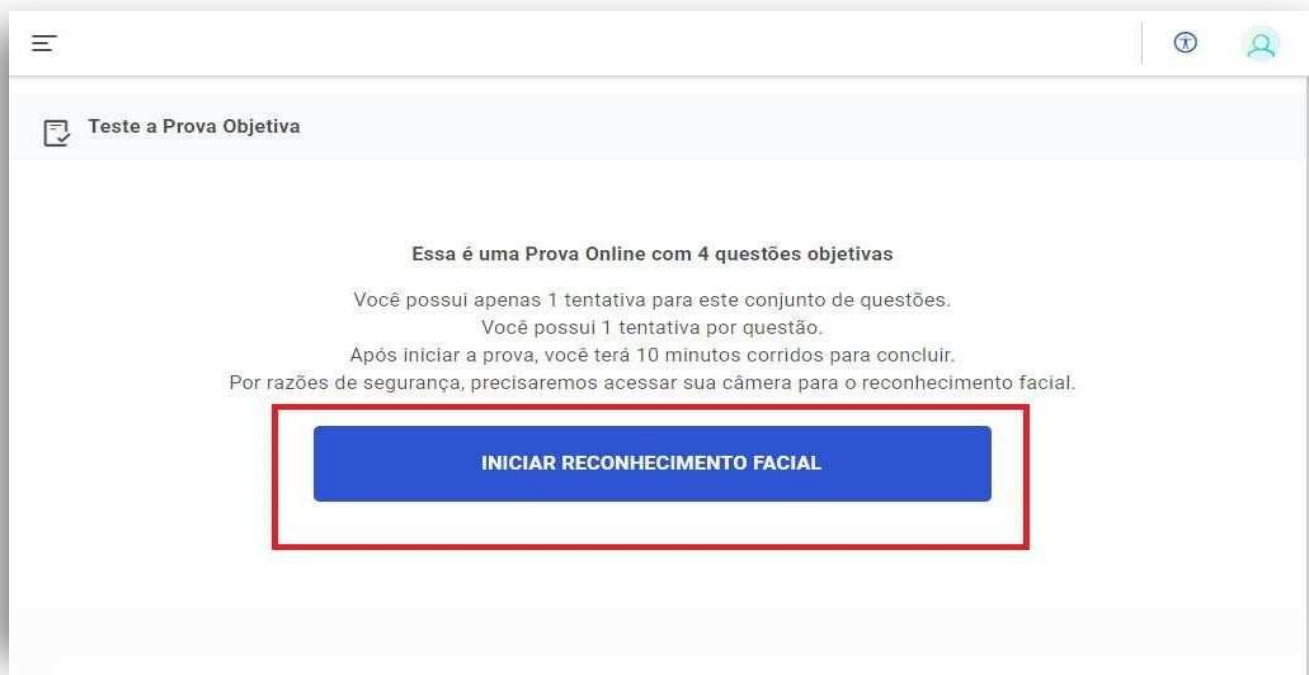 Teste a Prova Objetiva
Essa é uma Prova Online com 4 questões objetivas
Você possui apenas 1 tentativa para este conjunto de questões.
Você possui 1 tentativa por questão.
Após iniciar a prova, você terá 10 minutos corridos para concluir.
Por razões de segurança, precisaremos acessar sua câmera para o reconhecimento facial.
INICIAR RECONHECIMENTO FACIAL